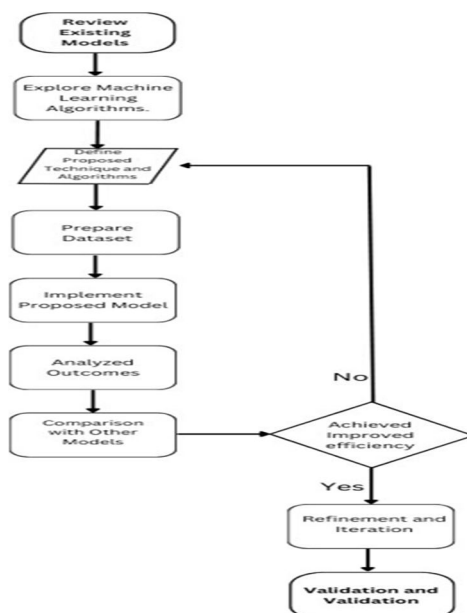 Review
Existing
Models
Explore Machine
Learning
Algorithms.
Define
Proposed
Technique and
Algorithms
Prepare
Dataset
Implement
Proposed Model
Analyzed
Outcomes
Comparison
with Other
Models
No
Achieved
Improved
efficiency
Yes
Refinement and
Iteration
Validation and
Validation